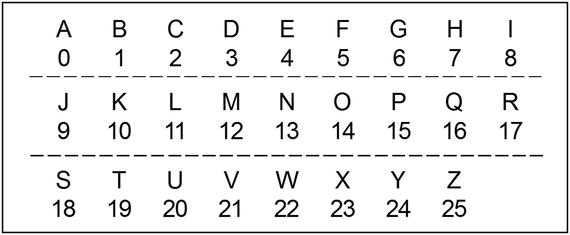 A B C D E F G H I
0 1 2 3 4 5 6 7 8
J K L M N O P Q R
9 10 11 12 13 14 15 16 17
S T U V W X Y Z
18 19 20 21 22 23 24 25